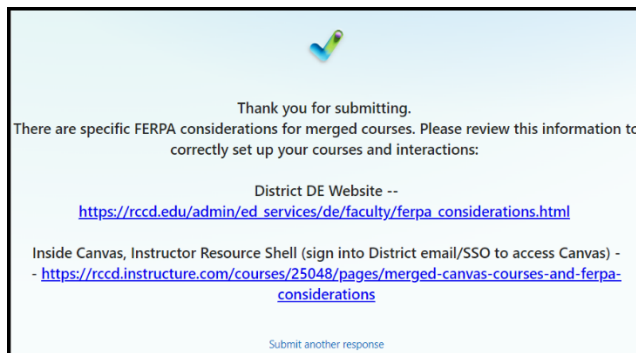 Thank you for submitting.
There are specific FERPA considerations for merged courses. Please review this information to
correctly set up your courses and interactions:
District DE Website --
https://rccd.edu/admin/ed_services/de/faculty/ferpa_considerations.html
Inside Canvas, Instructor Resource Shell (sign into District email/SSO to access Canvas) -
- https://rccd.instructure.com/courses/25048/pages/merged-canvas-courses-and-ferpa-
considerations
Submit another response